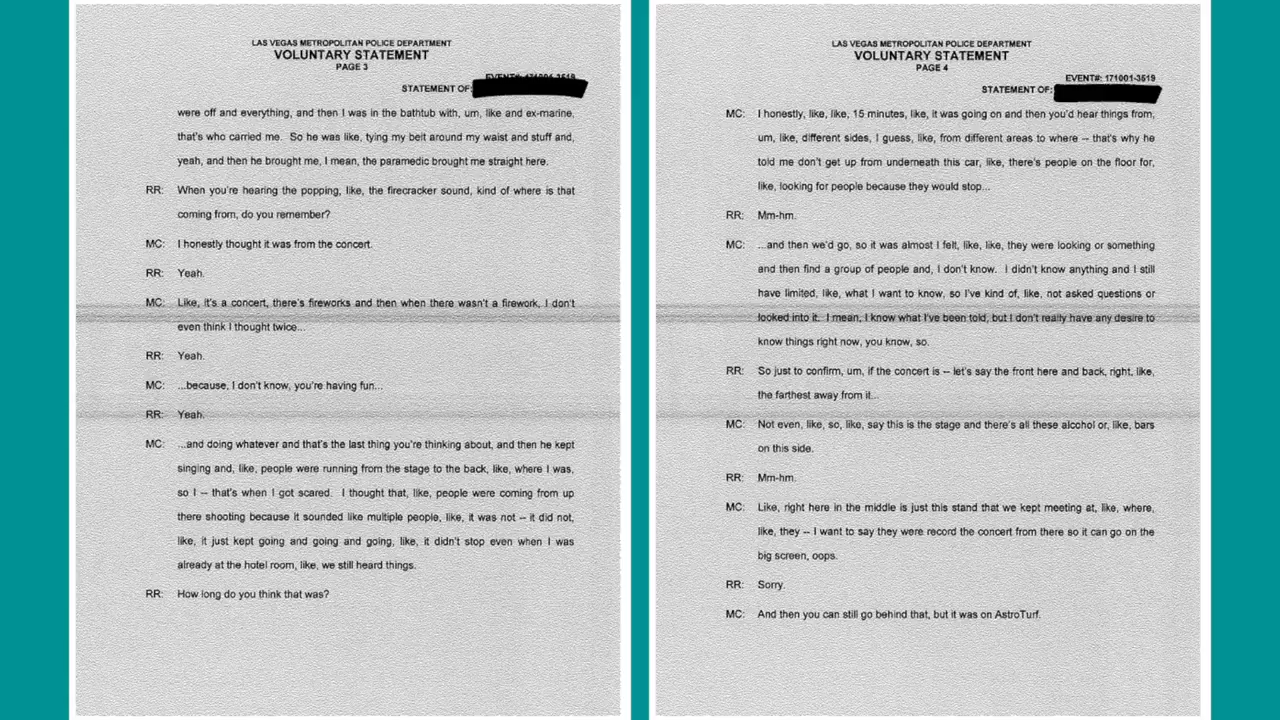 LAS VEGAS METROPOLITAN POLICE DEPARTMENT
VOLUNTARY STATEMENT
PAGE 3
EVENT#: 171001-3519
STATEMENT OF:
were off and everything, and then I was in the bathtub with, um, like and ex-marine,
that's who carried me. So he was like, tying my belt around my waist and stuff and,
yeah, and then he brought me, I mean, the paramedic brought me straight here.
RR: When you're hearing the popping, like, the firecracker sound, kind of where is that
coming from, do you remember?
MC: I honestly thought it was from the concert.
RR: Yeah.
MC: Like, it's a concert, there's fireworks and then when there wasn't a firework, I don't
even think I thought twice...
RR: Yeah.
MC: ...because, I don't know, you're having fun...
RR: Yeah.
MC: ...and doing whatever and that's the last thing you're thinking about, and then he kept
singing and, like, people were running from the stage to the back, like, where I was,
so I -- that's when I got scared. I thought that, like, people were coming from up
there shooting because it sounded like multiple people, like, it was not -- it did not,
like, it just kept going and going and going, like, it didn't stop even when I was
already at the hotel room, like, we still heard things.
RR: How long do you think that was?
LAS VEGAS METROPOLITAN POLICE DEPARTMENT
VOLUNTARY STATEMENT
PAGE 4
EVENT#: 171001-3519
STATEMENT OF:
MC: I honestly, like, like, 15 minutes, like, it was going on and then you'd hear things from,
um, like, different sides, I guess, like, from different areas to where -- that's why he
told me don't get up from underneath this car, like, there's people on the floor for,
like, looking for people because they would stop...
RR: Mm-hm.
MC: ...and then we'd go, so it was almost I felt, like, like, they were looking or something
and then find a group of people and, I don't know. I didn't know anything and I still
have limited, like, what I want to know, so I've kind of, like, not asked questions or
looked into it. I mean, I know what I've been told, but I don't really have any desire to
know things right now, you know, so.
RR: So just to confirm, um, if the concert is -- let's say the front here and back, right, like,
the farthest away from it...
MC: Not even, like, so, like, say this is the stage and there's all these alcohol or, like, bars
on this side.
RR: Mm-hm.
MC: Like, right here in the middle is just this stand that we kept meeting at, like, where,
like, they -- I want to say they were record the concert from there so it can go on the
big screen, oops.
RR: Sorry.
MC: And then you can still go behind that, but it was on AstroTurf.